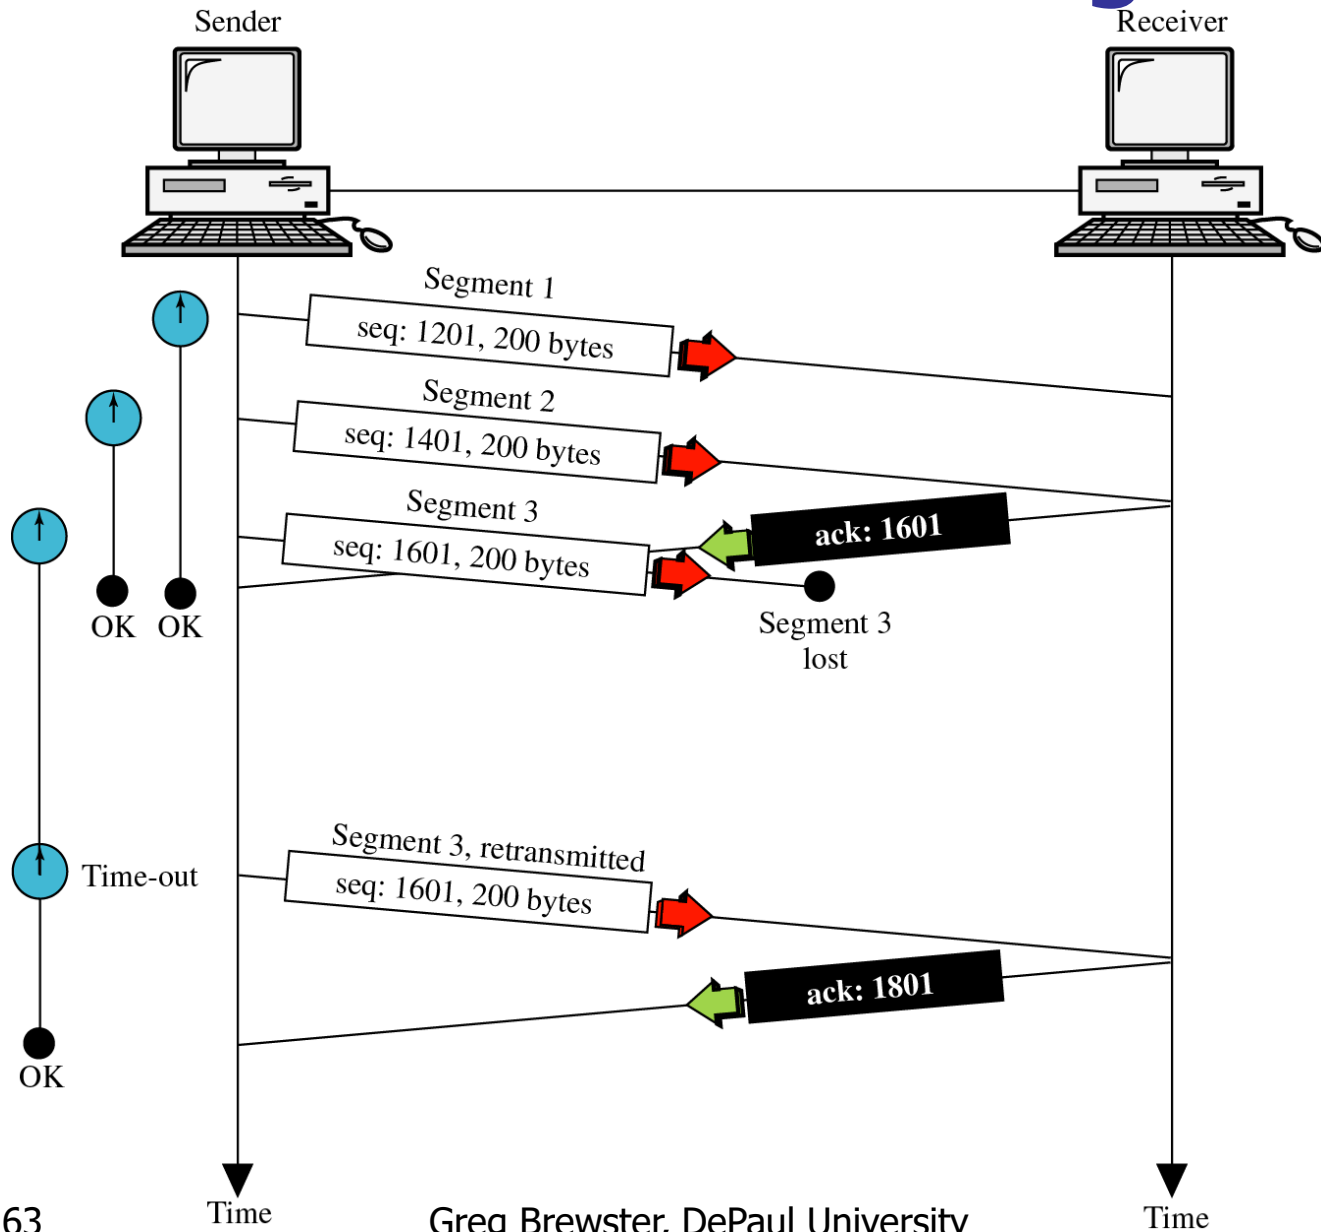 Sender
Receiver
Segment 1
seq: 1201, 200 bytes
Segment 2
seq: 1401, 200 bytes
Segment 3
seq: 1601, 200 bytes
ack: 1601
OK OK
Segment 3
lost
Segment 3, retransmitted
Time-out
seq: 1601, 200 bytes
ack: 1801
OK
63
Time
Greg Brewster, DePaul University
Time